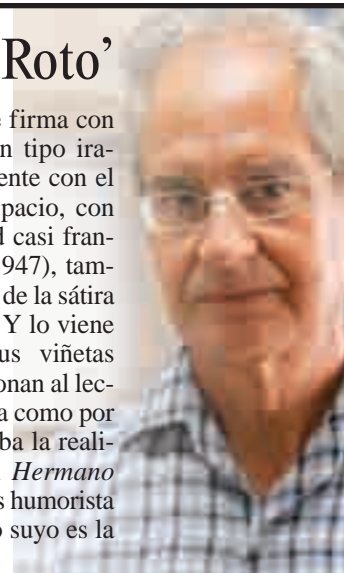 Roto’
firma con
n tipo ira-
ente con el
pacio, con
d casi fran-
947), tam-
de la sátira
Y lo viene
us viñetas
onan al lec-
a como por
ba la reali-
Hermano
s humorista
o suyo es la